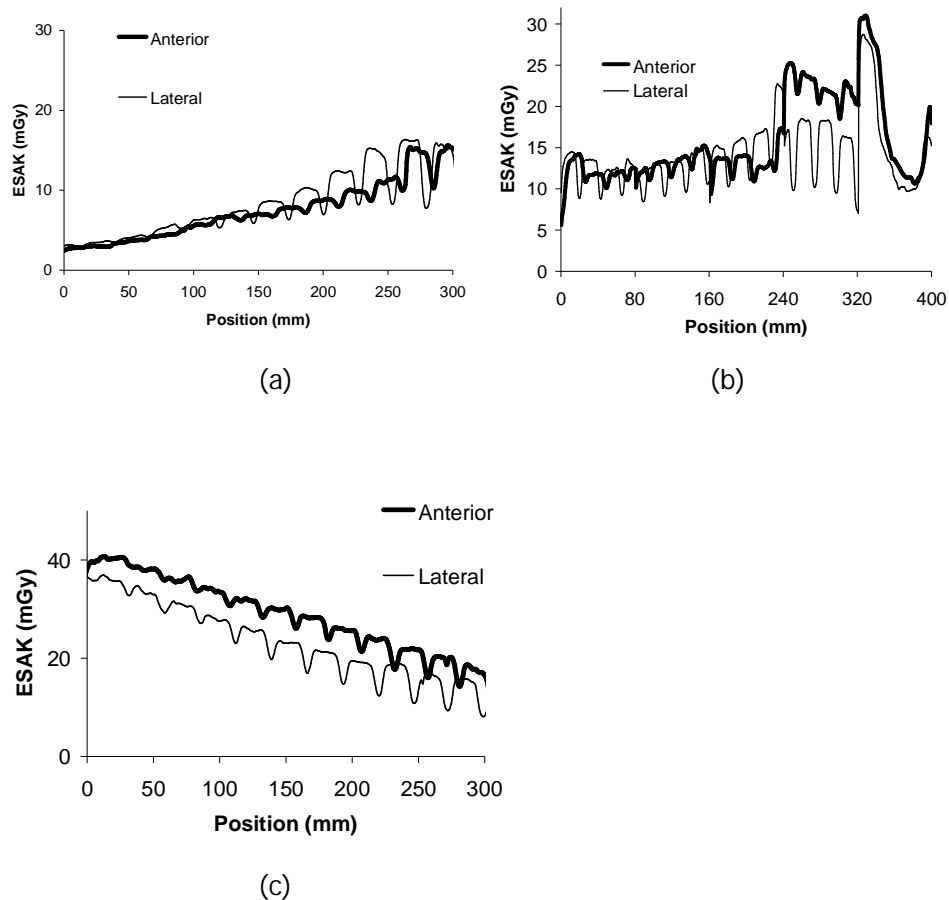 30
20
10
0
ESAK (mGy)
Anterior
Lateral
0 50 100 150 200 250 300
Position (mm)
(a)
30
25
20
15
10
5
0
ESAK (mGy)
Anterior
Lateral
0 80 160 240 320 400
Position (mm)
(b)
40
20
0
ESAK (mGy)
Anterior
Lateral
0 50 100 150 200 250 300
Position (mm)
(c)